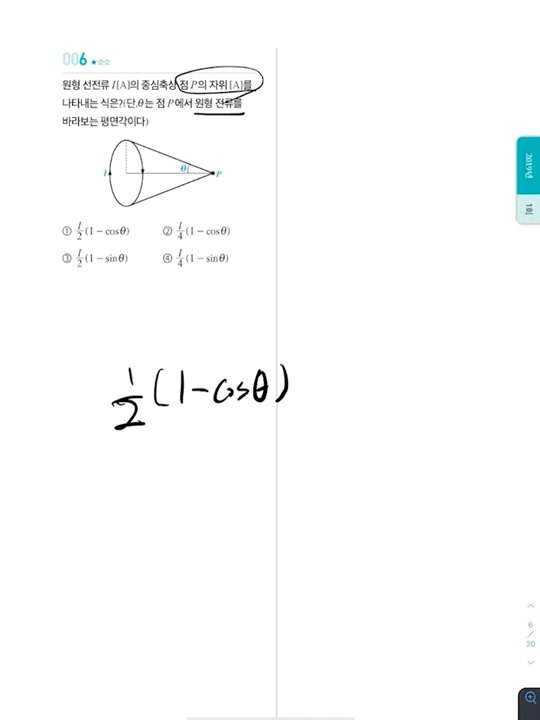 006 ★☆☆
원형 선전류 I[A]의 중심축상 점 P의 자위[A]를
나타내는 식은?(단, θ는 점 P에서 원형 전류를
바라보는 평면각이다)
I
θ
P
① I/2(1－cosθ)
② I/4(1－cosθ)
③ I/2(1－sinθ)
④ I/4(1－sinθ)
1/2(1-cosθ)
2019년
1회
6
/
20